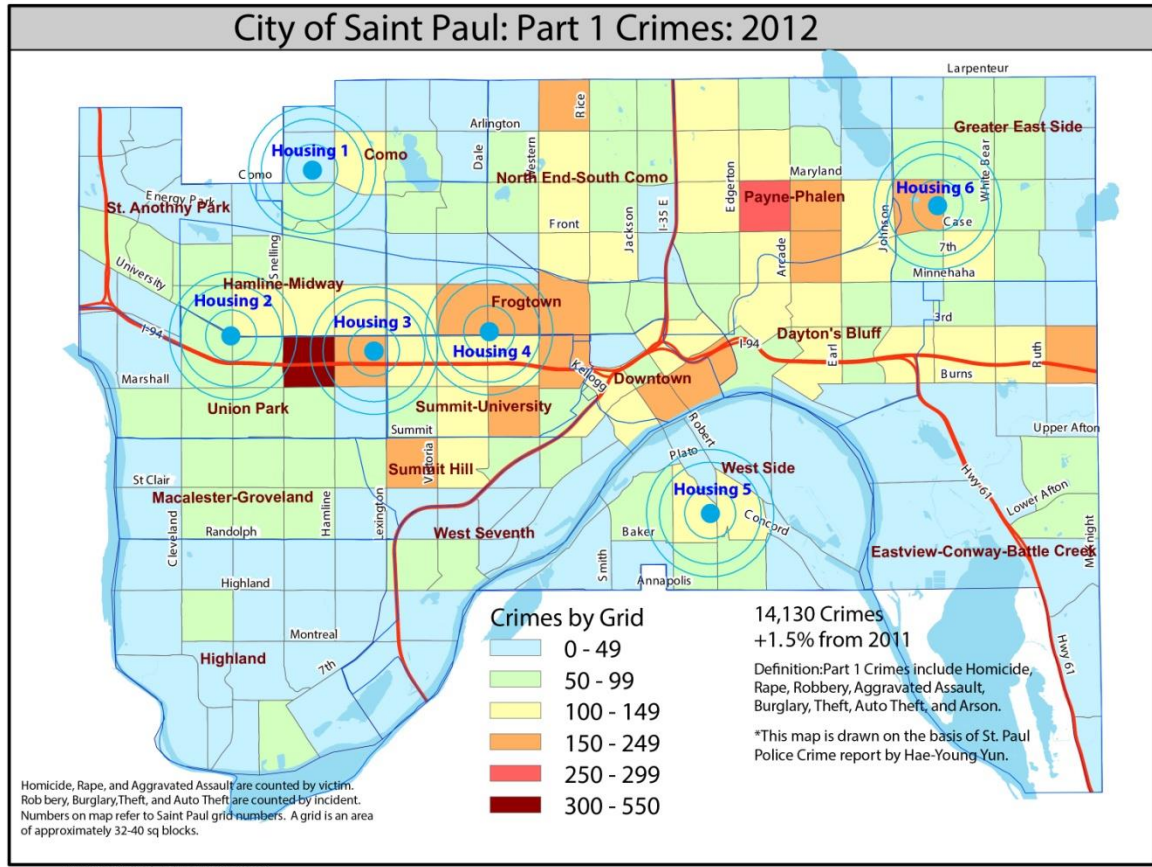 City of Saint Paul: Part 1 Crimes: 2012
Larpenteur
Rice
Arlington
Housing 1
Como
Como
Dale
Western
Greater East Side
White Bear
North End-South Como
Maryland
Edgerton
Payne-Phalen
Housing 6
Energy Park
St. Anothny Park
Front
Jackson
I-35 E
Johnson
Case
7th
Arcade
Minnehaha
Snelling
University
Hamline-Midway
Housing 2
Frogtown
Housing 3
Housing 4
3rd
I-94
I-94
Dayton's Bluff
Earl
Ruth
Marshall
Kellogg
Downtown
Burns
Union Park
Summit-University
Summit
Robert
Upper Afton
Plato
West Side
Victoria
Summit Hill
St Clair
Housing 5
Hwy 61
Macalester-Groveland
Hamline
Lexington
Concord
Lower Afton
Cleveland
Randolph
West Seventh
Baker
Smith
McKnight
Eastview-Conway-Battle Creek
Highland
Annapolis
Montreal
Highland
7th
Hwy 61
Crimes by Grid
0 - 49
50 - 99
100 - 149
150 - 249
250 - 299
300 - 550
14,130 Crimes
+1.5% from 2011
Definition:Part 1 Crimes include Homicide,
Rape, Robbery, Aggravated Assault,
Burglary, Theft, Auto Theft, and Arson.
*This map is drawn on the basis of St. Paul
Police Crime report by Hae-Young Yun.
Homicide, Rape, and Aggravated Assault are counted by victim.
Rob bery, Burglary,Theft, and Auto Theft are counted by incident.
Numbers on map refer to Saint Paul grid numbers. A grid is an area
of approximately 32-40 sq blocks.